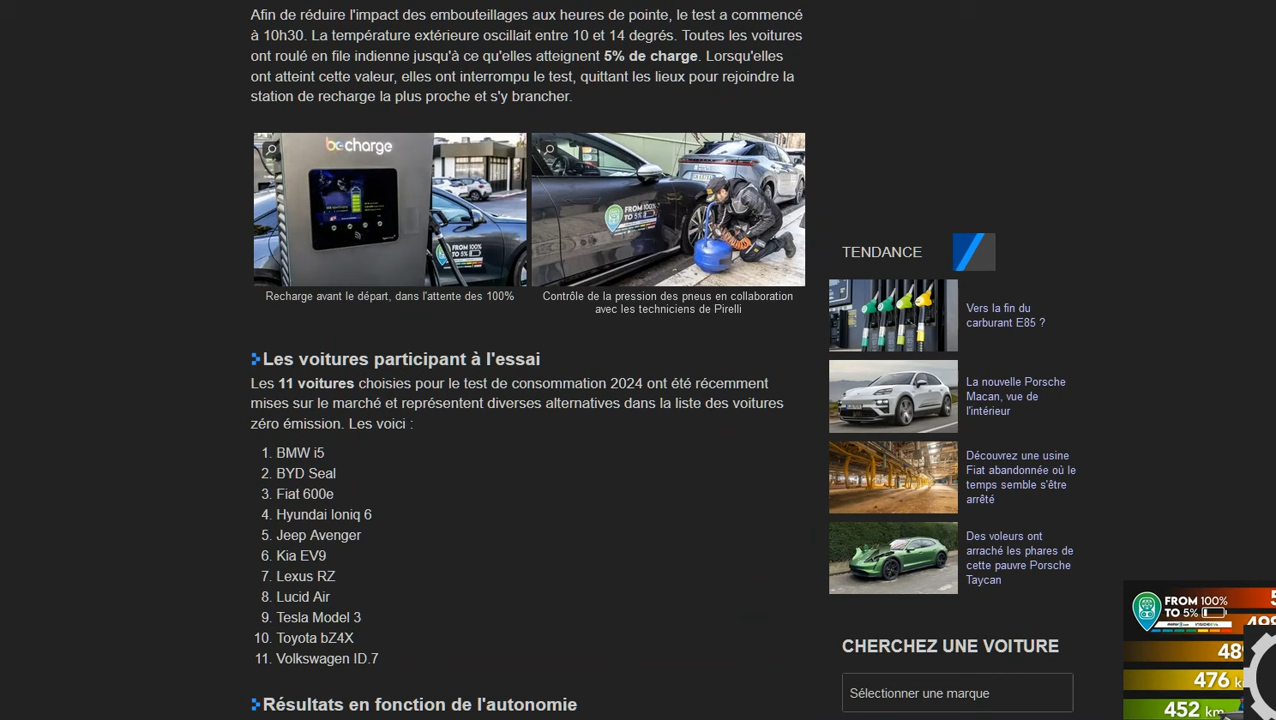 Afin de réduire l'impact des embouteillages aux heures de pointe, le test a commencé
à 10h30. La température extérieure oscillait entre 10 et 14 degrés. Toutes les voitures
ont roulé en file indienne jusqu'à ce qu'elles atteignent 5% de charge. Lorsqu'elles
ont atteint cette valeur, elles ont interrompu le test, quittant les lieux pour rejoindre la
station de recharge la plus proche et s'y brancher.
be-charge
FROM 100%
TO 5%
FROM 100%
TO 5%
Recharge avant le départ, dans l'attente des 100%
Contrôle de la pression des pneus en collaboration
avec les techniciens de Pirelli
Les voitures participant à l'essai
Les 11 voitures choisies pour le test de consommation 2024 ont été récemment
mises sur le marché et représentent diverses alternatives dans la liste des voitures
zéro émission. Les voici :
1. BMW i5
2. BYD Seal
3. Fiat 600e
4. Hyundai Ioniq 6
5. Jeep Avenger
6. Kia EV9
7. Lexus RZ
8. Lucid Air
9. Tesla Model 3
10. Toyota bZ4X
11. Volkswagen ID.7
Résultats en fonction de l'autonomie
TENDANCE
Vers la fin du
carburant E85 ?
La nouvelle Porsche
Macan, vue de
l'intérieur
Découvrez une usine
Fiat abandonnée où le
temps semble s'être
arrêté
Des voleurs ont
arraché les phares de
cette pauvre Porsche
Taycan
CHERCHEZ UNE VOITURE
Sélectionner une marque
FROM 100%
TO 5%
476 k
452 km